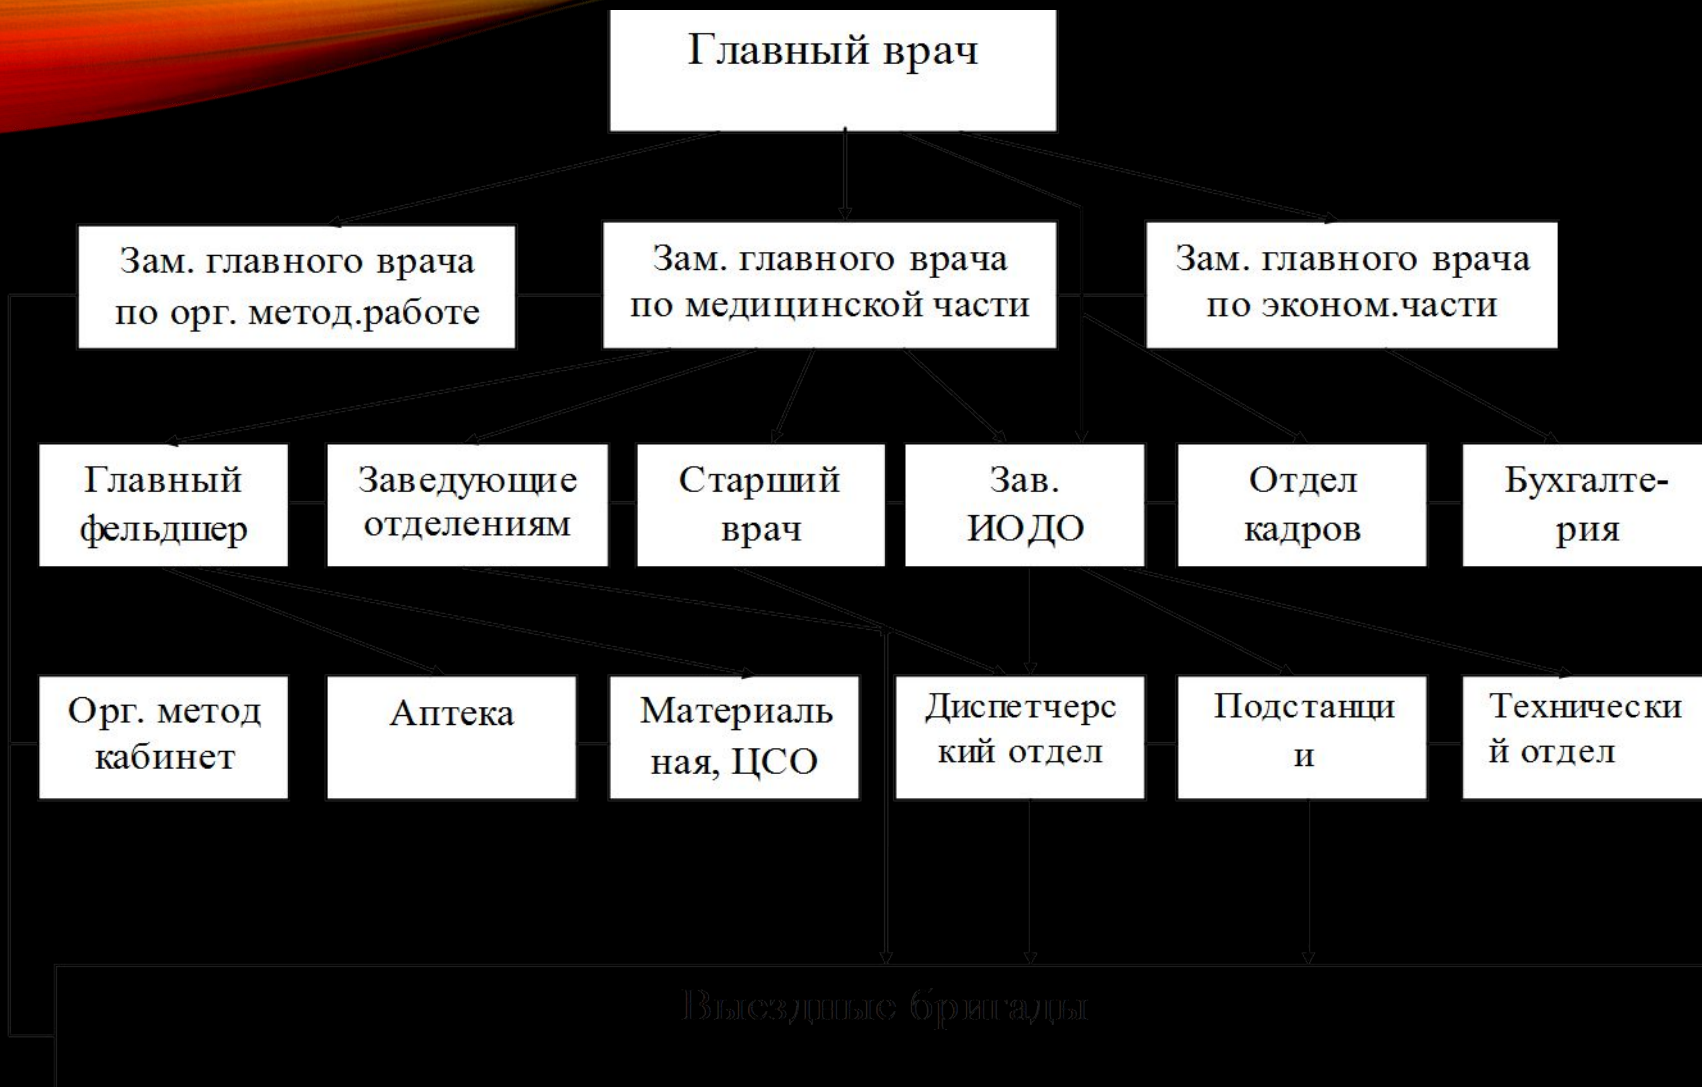 Главный врач
Зам. главного врача
по орг. метод.работе
Зам. главного врача
по медицинской части
Зам. главного врача
по эконом.части
Главный
фельдшер
Заведующие
отделениям
Старший
врач
Зав.
ИОДО
Отдел
кадров
Бухгалте-
рия
Орг. метод
кабинет
Аптека
Материаль
ная, ЦСО
Диспетчерс
кий отдел
Подстанци
и
Технически
й отдел
Выездные бригады